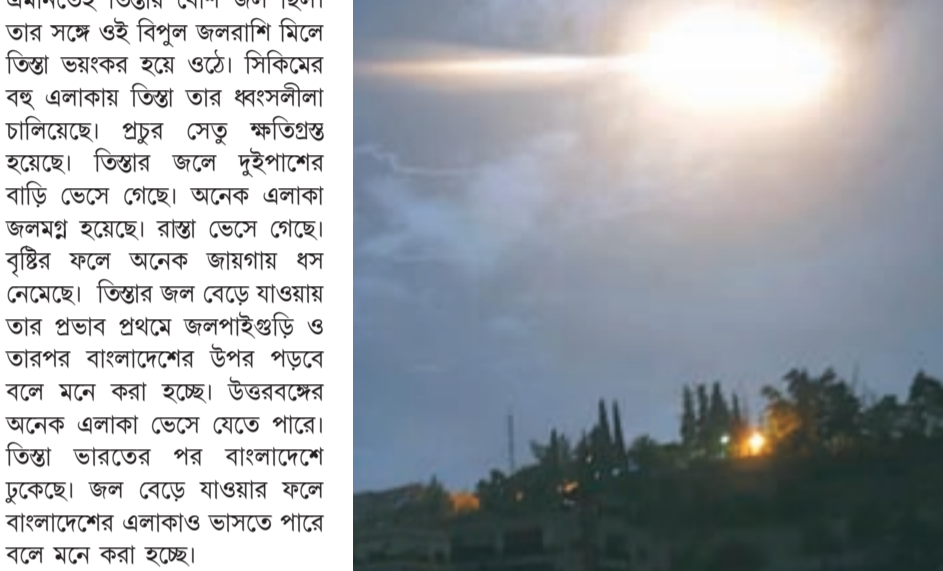 এমনিতেই তিস্তায় বেশি জল ছিল।
তার সঙ্গে ওই বিপুল জলরাশি মিলে
তিস্তা ভয়ংকর হয়ে ওঠে। সিকিমের
বহু এলাকায় তিস্তা তার ধ্বংসলীলা
চালিয়েছে। প্রচুর সেতু ক্ষতিগ্রস্ত
হয়েছে। তিস্তার জলে দুইপাশের
বাড়ি ভেসে গেছে। অনেক এলাকা
জলমগ্ন হয়েছে। রাস্তা ভেসে গেছে।
বৃষ্টির ফলে অনেক জায়গায় ধস
নেমেছে। তিস্তার জল বেড়ে যাওয়ায়
তার প্রভাব প্রথমে জলপাইগুড়ি ও
তারপর বাংলাদেশের উপর পড়বে
বলে মনে করা হচ্ছে। উত্তরবঙ্গের
অনেক এলাকা ভেসে যেতে পারে।
তিস্তা ভারতের পর বাংলাদেশে
ঢুকেছে। জল বেড়ে যাওয়ার ফলে
বাংলাদেশের এলাকাও ভাসতে পারে
বলে মনে করা হচ্ছে।